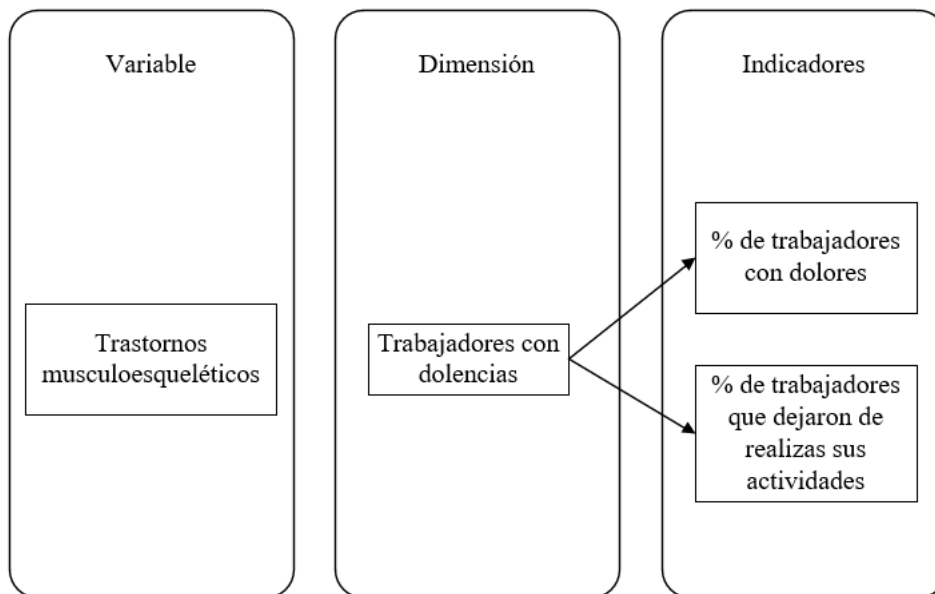 Variable
Dimensión
Indicadores
% de trabajadores
con dolores
Trastornos
musculoesqueléticos
Trabajadores con
dolencias
% de trabajadores
que dejaron de
realizas sus
actividades